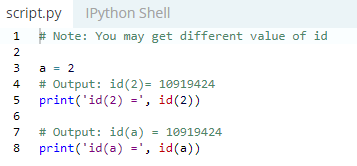 script.py IPython Shell
1 # Note: You may get different value of id
2
3 a = 2
4 # Output: id(2)= 10919424
5 print('id(2) =', id(2))
6
7 # Output: id(a) = 10919424
8 print('id(a) =', id(a))